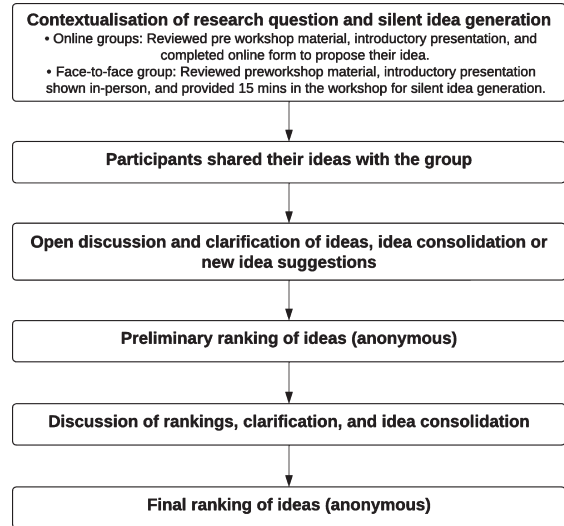 Contextualisation of research question and silent idea generation
• Online groups: Reviewed pre workshop material, introductory presentation, and
completed online form to propose their idea.
• Face-to-face group: Reviewed preworkshop material, introductory presentation
shown in-person, and provided 15 mins in the workshop for silent idea generation.
Participants shared their ideas with the group
Open discussion and clarification of ideas, idea consolidation or
new idea suggestions
Preliminary ranking of ideas (anonymous)
Discussion of rankings, clarification, and idea consolidation
Final ranking of ideas (anonymous)